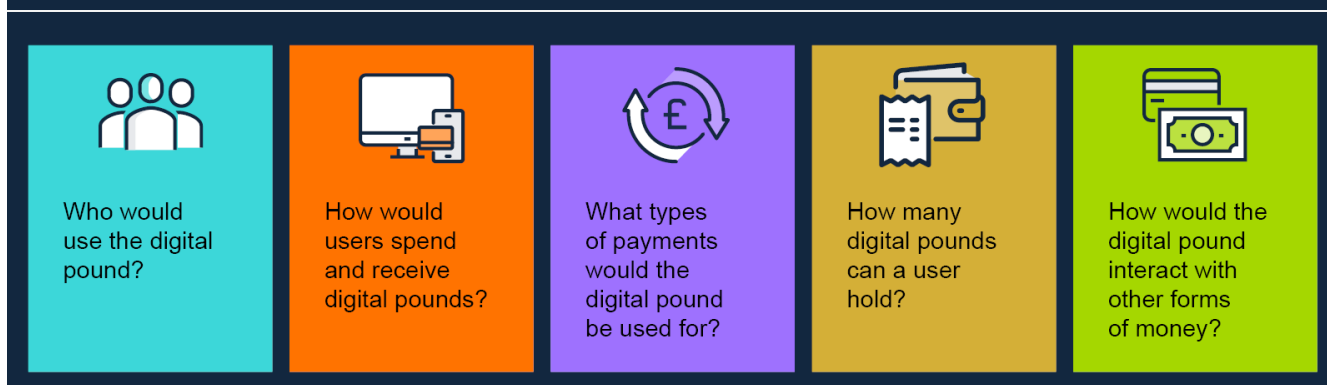 Who would
use the digital
pound?
How would
users spend
and receive
digital pounds?
£
What types
of payments
would the
digital pound
be used for?
How many
digital pounds
can a user
hold?
How would the
digital pound
interact with
other forms
of money?